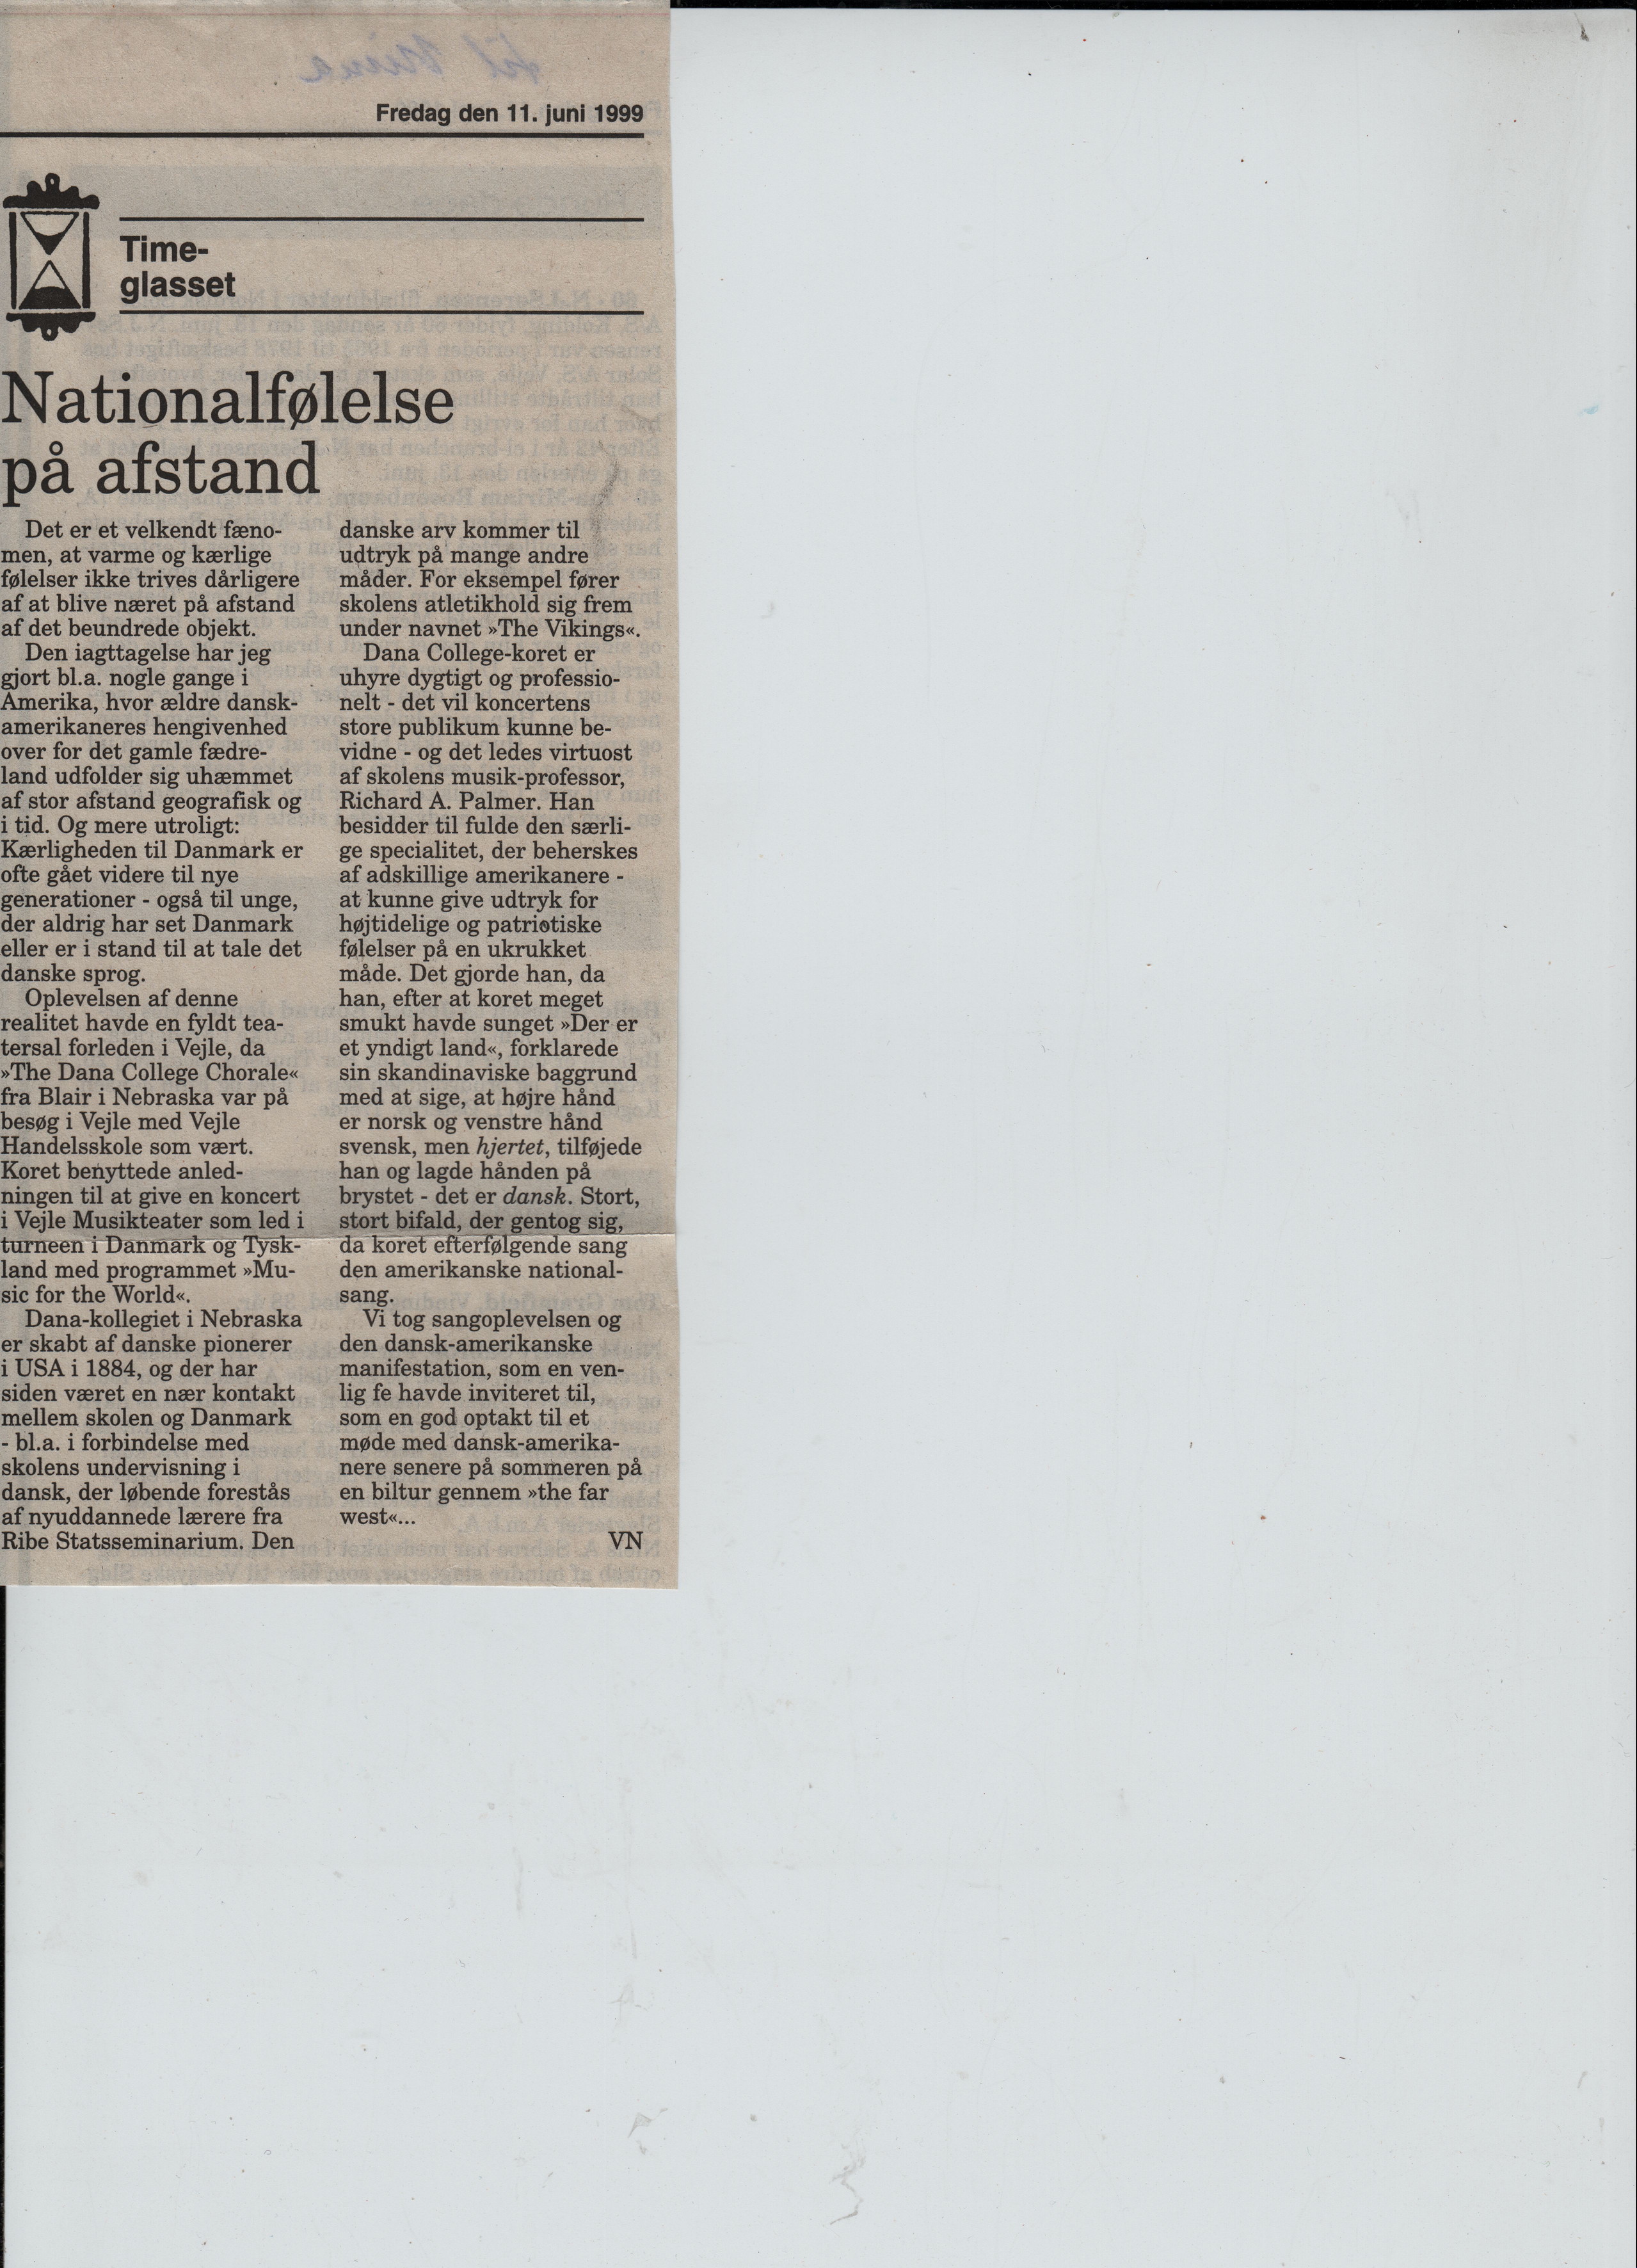 Fredag den 11. juni 1999
Time-
glasset
Nationalfølelse
på afstand
Det er et velkendt fæno-
men, at varme og kærlige
følelser ikke trives dårligere
af at blive næret på afstand
af det beundrede objekt.
Den iagttagelse har jeg
gjort bl.a. nogle gange i
Amerika, hvor ældre dansk-
amerikaneres hengivenhed
over for det gamle fædre-
land udfolder sig uhæmmet
af stor afstand geografisk og
i tid. Og mere utroligt:
Kærligheden til Danmark er
ofte gået videre til nye
generationer - også til unge,
der aldrig har set Danmark
eller er i stand til at tale det
danske sprog.
Oplevelsen af denne
realitet havde en fyldt tea-
tersal forleden i Vejle, da
»The Dana College Chorale«
fra Blair i Nebraska var på
besøg i Vejle med Vejle
Handelsskole som vært.
Koret benyttede anled-
ningen til at give en koncert
i Vejle Musikteater som led i
turneen i Danmark og Tysk-
land med programmet »Mu-
sic for the World«.
Dana-kollegiet i Nebraska
er skabt af danske pionerer
i USA i 1884, og der har
siden været en nær kontakt
mellem skolen og Danmark
- bl.a. i forbindelse med
skolens undervisning i
dansk, der løbende forestås
af nyuddannede lærere fra
Ribe Statsseminarium. Den
danske arv kommer til
udtryk på mange andre
måder. For eksempel fører
skolens atletikhold sig frem
under navnet »The Vikings«.
Dana College-koret er
uhyre dygtigt og professio-
nelt - det vil koncertens
store publikum kunne be-
vidne - og det ledes virtuost
af skolens musik-professor,
Richard A. Palmer. Han
besidder til fulde den særli-
ge specialitet, der beherskes
af adskillige amerikanere -
at kunne give udtryk for
højtidelige og patriotiske
følelser på en ukrukket
måde. Det gjorde han, da
han, efter at koret meget
smukt havde sunget »Der er
et yndigt land«, forklarede
sin skandinaviske baggrund
med at sige, at højre hånd
er norsk og venstre hånd
svensk, men hjertet, tilføjede
han og lagde hånden på
brystet - det er dansk. Stort,
stort bifald, der gentog sig,
da koret efterfølgende sang
den amerikanske national-
sang.
Vi tog sangoplevelsen og
den dansk-amerikanske
manifestation, som en ven-
lig fe havde inviteret til,
som en god optakt til et
møde med dansk-amerika-
nere senere på sommeren på
en biltur gennem »the far
west«...
VN